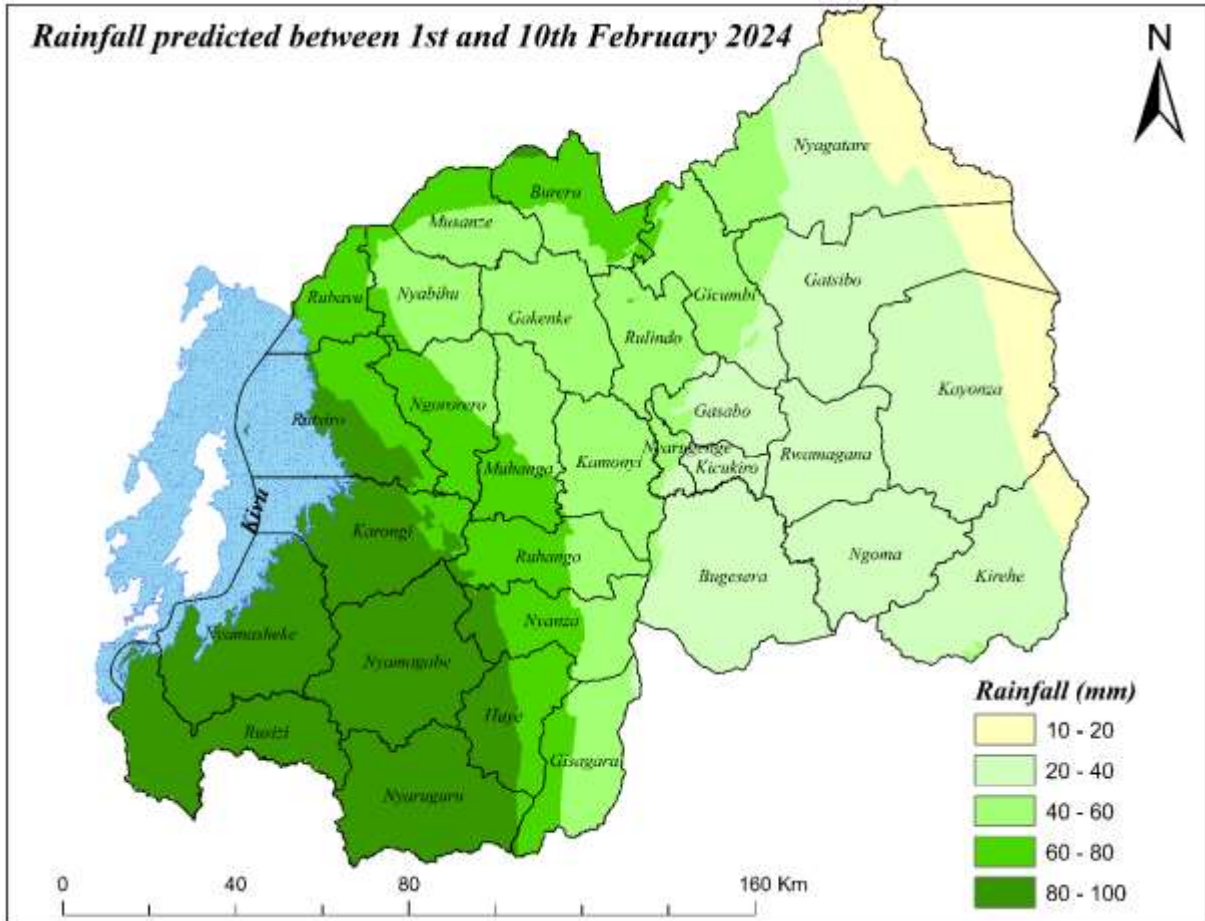 Rainfall predicted between 1st and 10th February 2024
N
Nyagatare
Burera
Musanze
Gatsibo
Rubavu
Nyabihu
Gicumbi
Gakenke
Rulindo
Kayonza
Ngororero
Gasabo
Rutsiro
Nyarugenge
Rwamagana
Muhanga
Kamonyi
Kicukiro
Kivu
Karongi
Ruhango
Ngoma
Bugesera
Kirehe
Nyanza
Nyamasheke
Nyamagabe
Huye
Rusizi
Gisagara
Nyaruguru
Rainfall (mm)
10 - 20
20 - 40
40 - 60
60 - 80
80 - 100
0 40 80 160 Km